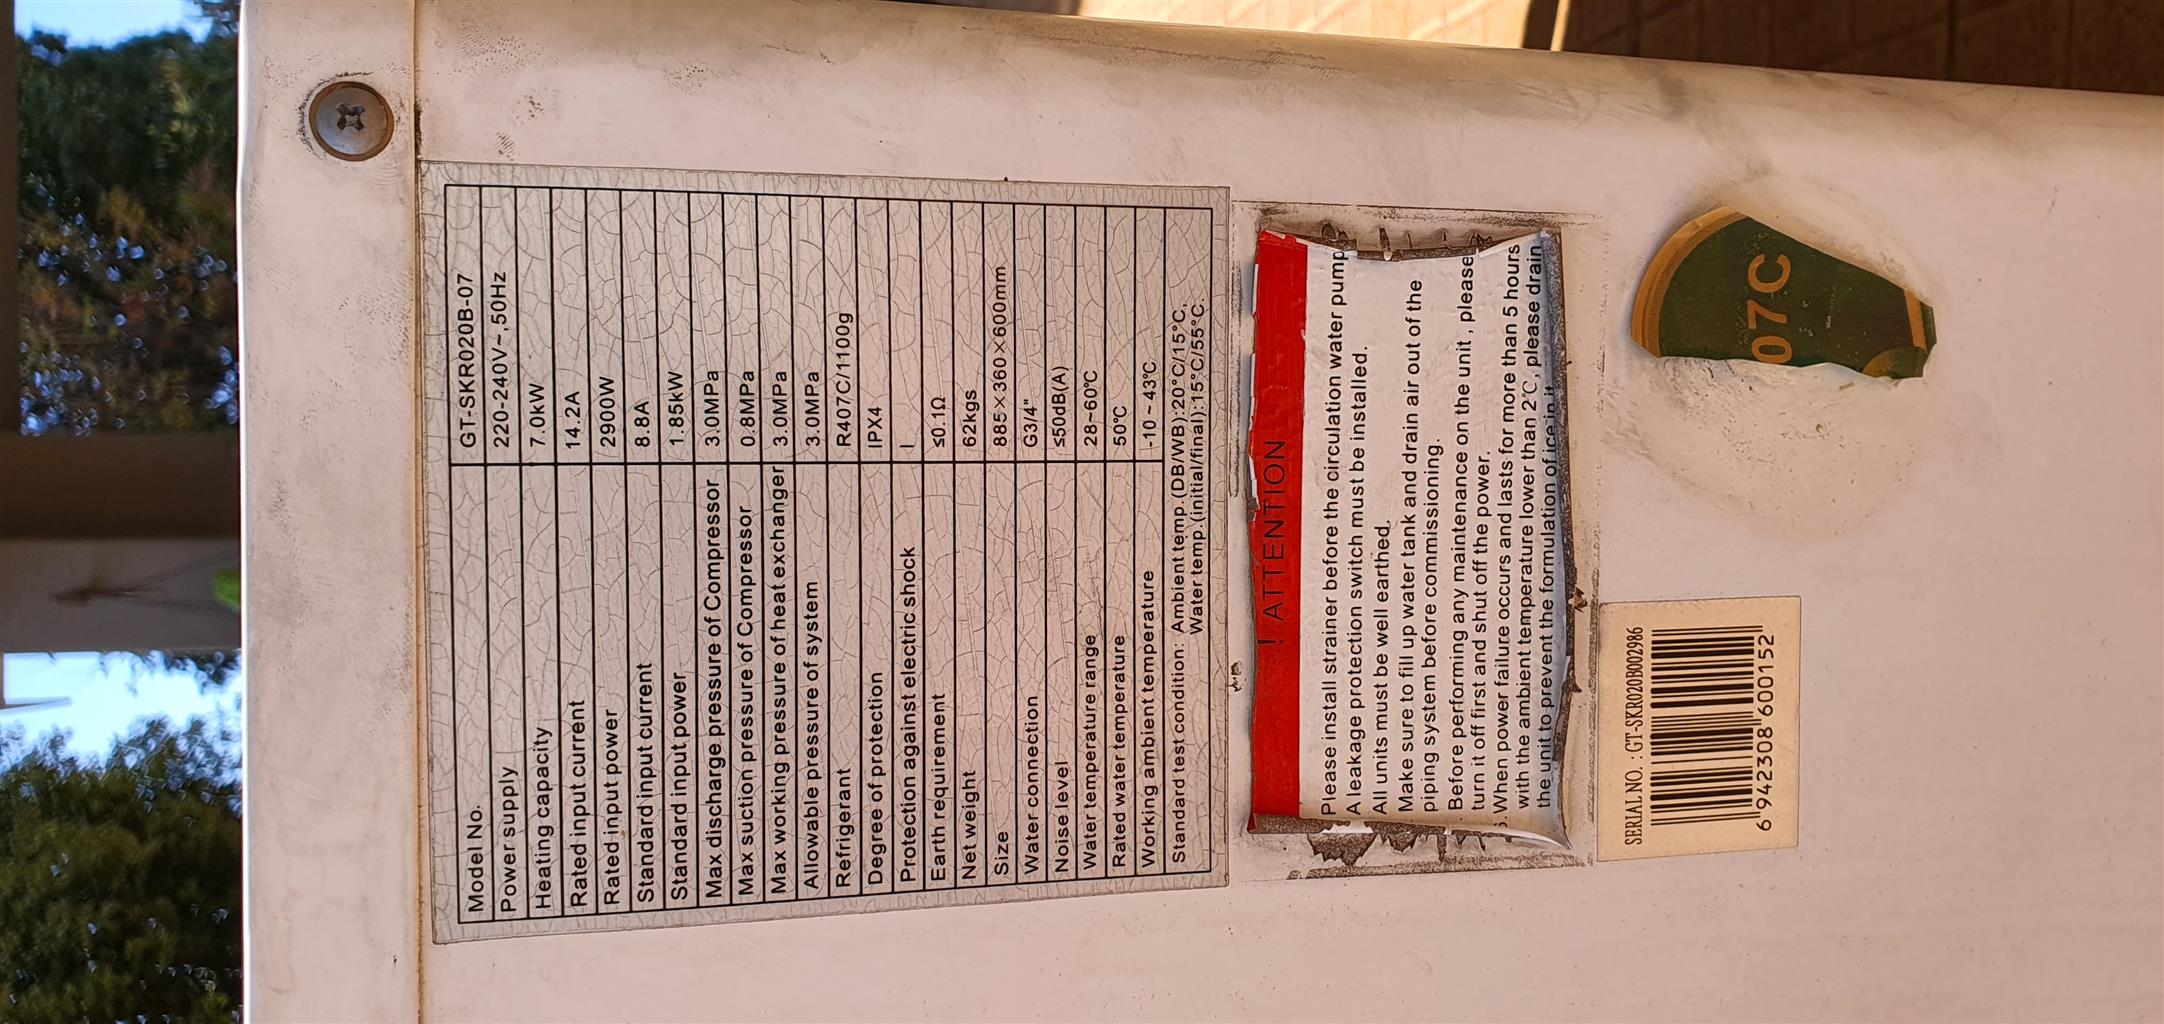 Model No. GT-SKR020B-07
Power supply 220-240V~,50Hz
Heating capacity 7.0kW
Rated input current 14.2A
Rated input power 2900W
Standard input current 8.8A
Standard input power 1.85kW
Max discharge pressure of Compressor 3.0MPa
Max suction pressure of Compressor 0.8MPa
Max working pressure of heat exchanger 3.0MPa
Allowable pressure of system 3.0MPa
Refrigerant R407C/1100g
Degree of protection IPX4
Protection against electric shock I
Earth requirement ≤0.1Ω
Net weight 62kgs
Size 885×360×600mm
Water connection G3/4"
Noise level ≤50dB(A)
Water temperature range 28~60℃
Rated water temperature 50℃
Working ambient temperature -10~43℃
Standard test condition: Ambient temp.(DB/WB):20°C/15°C,
Water temp.(initial/final):15°C/55°C.
! ATTENTION
Please install strainer before the circulation water pump
A leakage protection switch must be installed.
All units must be well earthed.
Make sure to fill up water tank and drain air out of the
piping system before commissioning.
Before performing any maintenance on the unit, please
turn it off first and shut off the power.
When power failure occurs and lasts for more than 5 hours
with the ambient temperature lower than 2℃, please drain
the unit to prevent the formulation of ice in it
SERIAL NO.: GT-SKR020B002986
6 942308 600152
07C